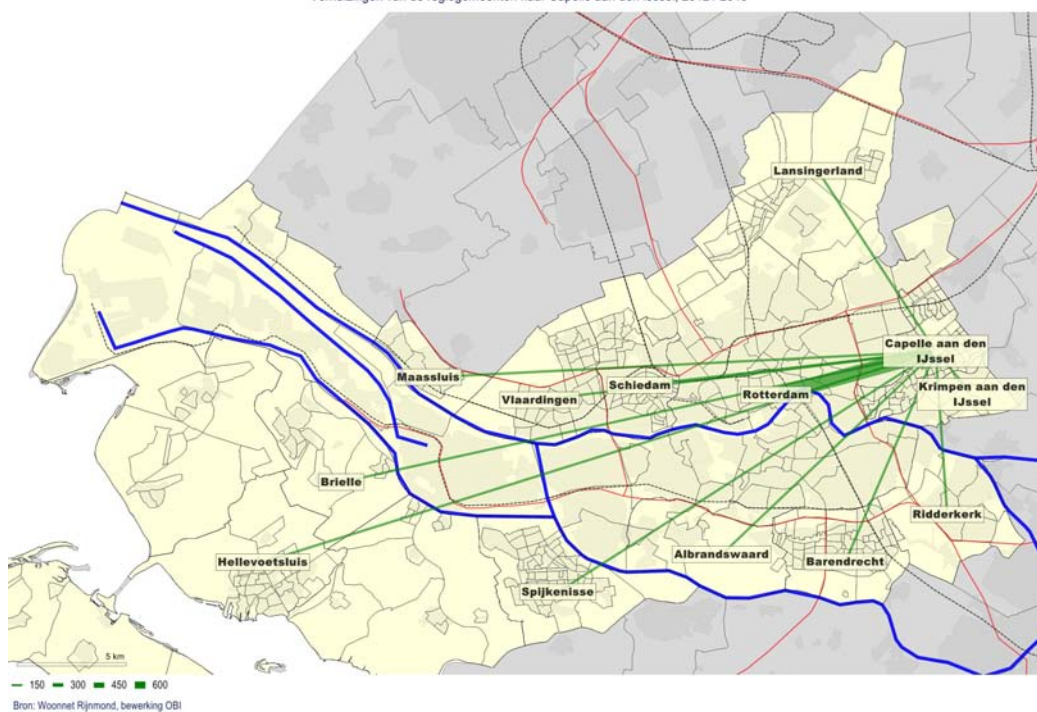 Lansingerland
Capelle aan den
IJssel
Maassluis
Schiedam
Krimpen aan den
IJssel
Vlaardingen
Rotterdam
Brielle
Ridderkerk
Hellevoetsluis
Albrandswaard
Barendrecht
Spijkenisse
5 km
150 300 450 600
Bron: Woonnet Rijnmond, bewerking OBI